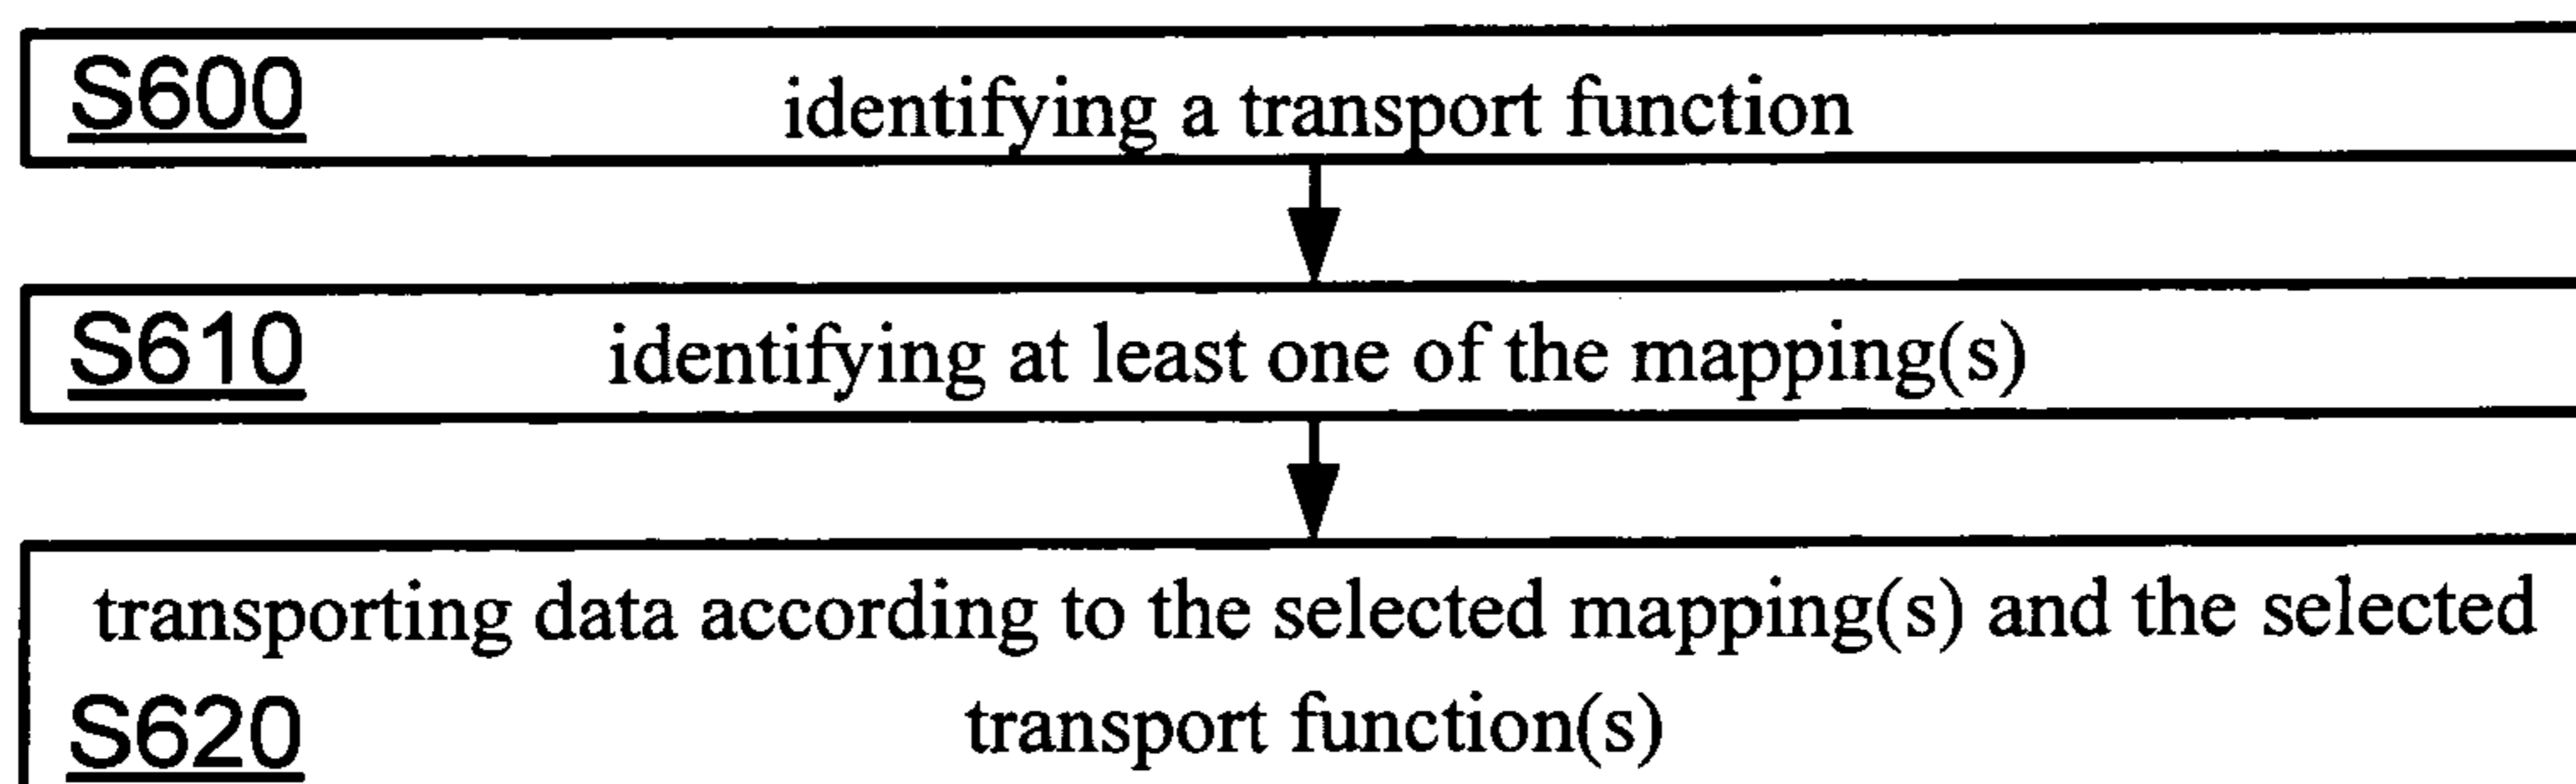 S600 identifying a transport function
S610 identifying at least one of the mapping(s)
transporting data according to the selected mapping(s) and the selected
S620 transport function(s)